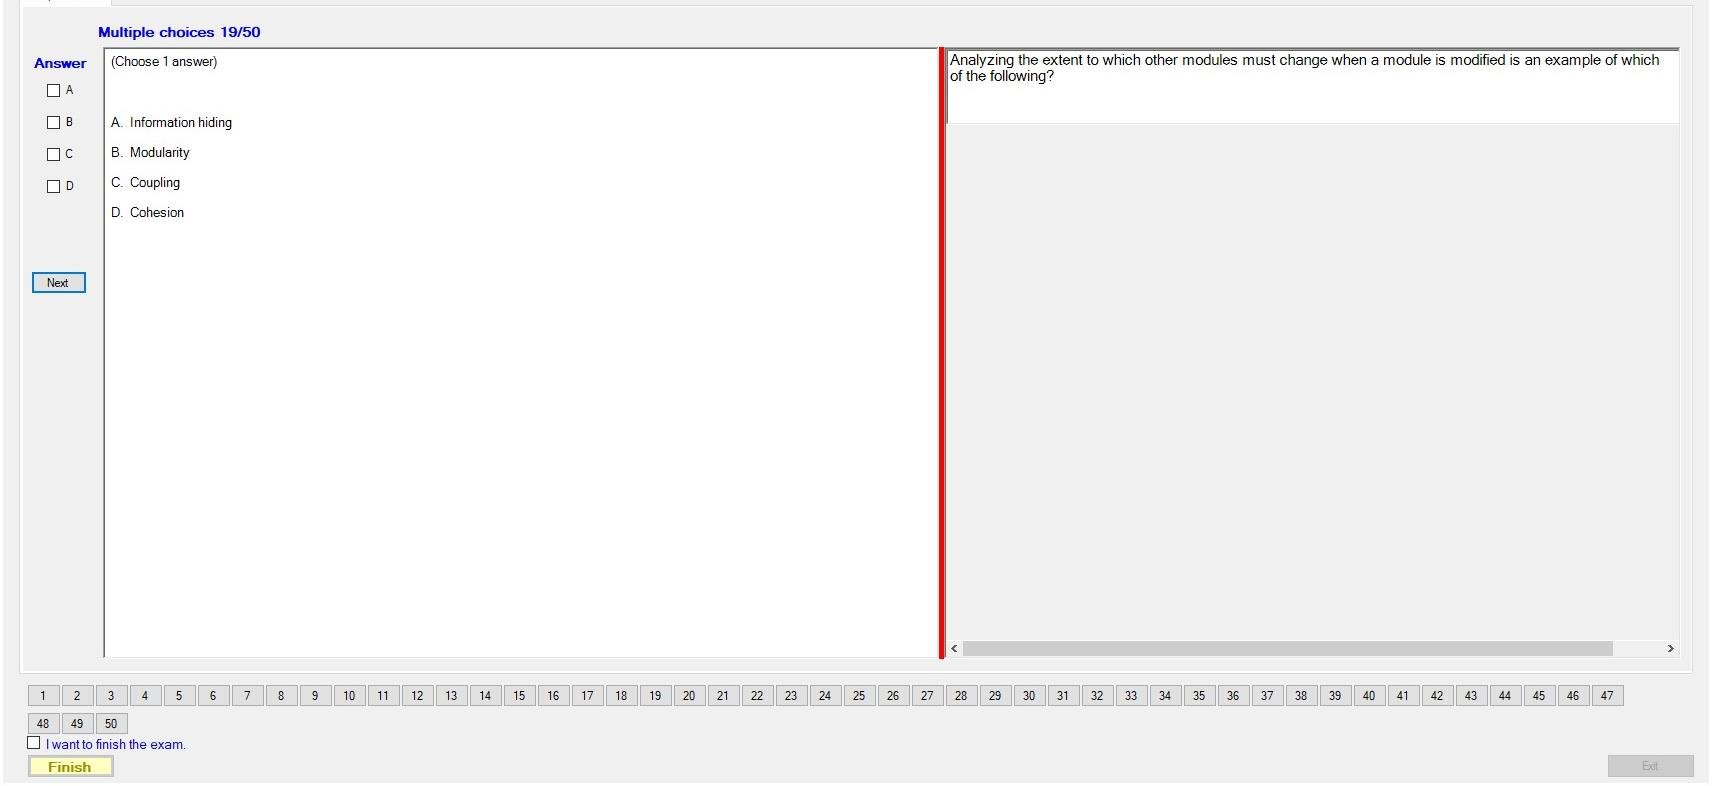 Multiple choices 19/50
Answer
A
B
C
D
Next
(Choose 1 answer)
A. Information hiding
B. Modularity
C. Coupling
D. Cohesion
Analyzing the extent to which other modules must change when a module is modified is an example of which
of the following?
1 2 3 4 5 6 7 8 9 10 11 12 13 14 15 16 17 18 19 20 21 22 23 24 25 26 27 28 29 30 31 32 33 34 35 36 37 38 39 40 41 42 43 44 45 46 47
48 49 50
I want to finish the exam.
Finish
Exit